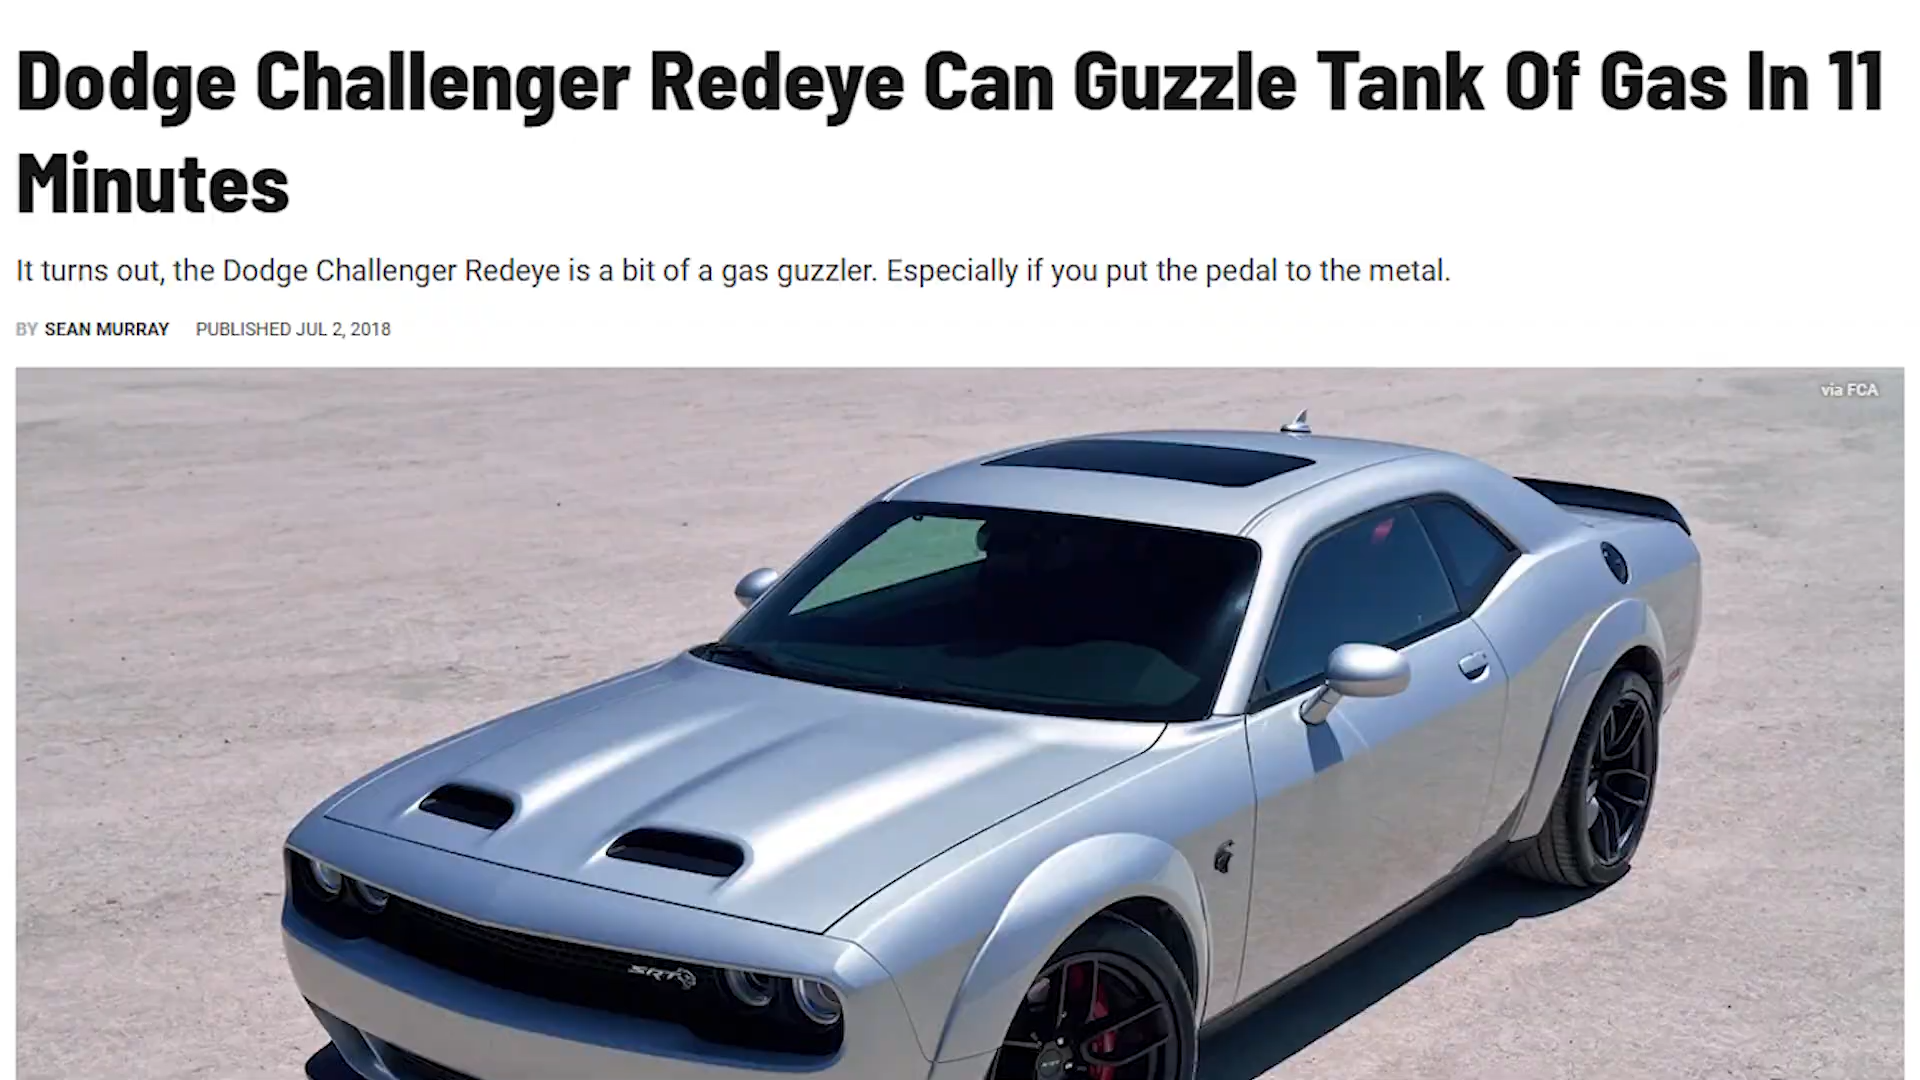 Dodge Challenger Redeye Can Guzzle Tank Of Gas In 11
Minutes
It turns out, the Dodge Challenger Redeye is a bit of a gas guzzler. Especially if you put the pedal to the metal.
BY SEAN MURRAY PUBLISHED JUL 2, 2018
via FCA
SRT